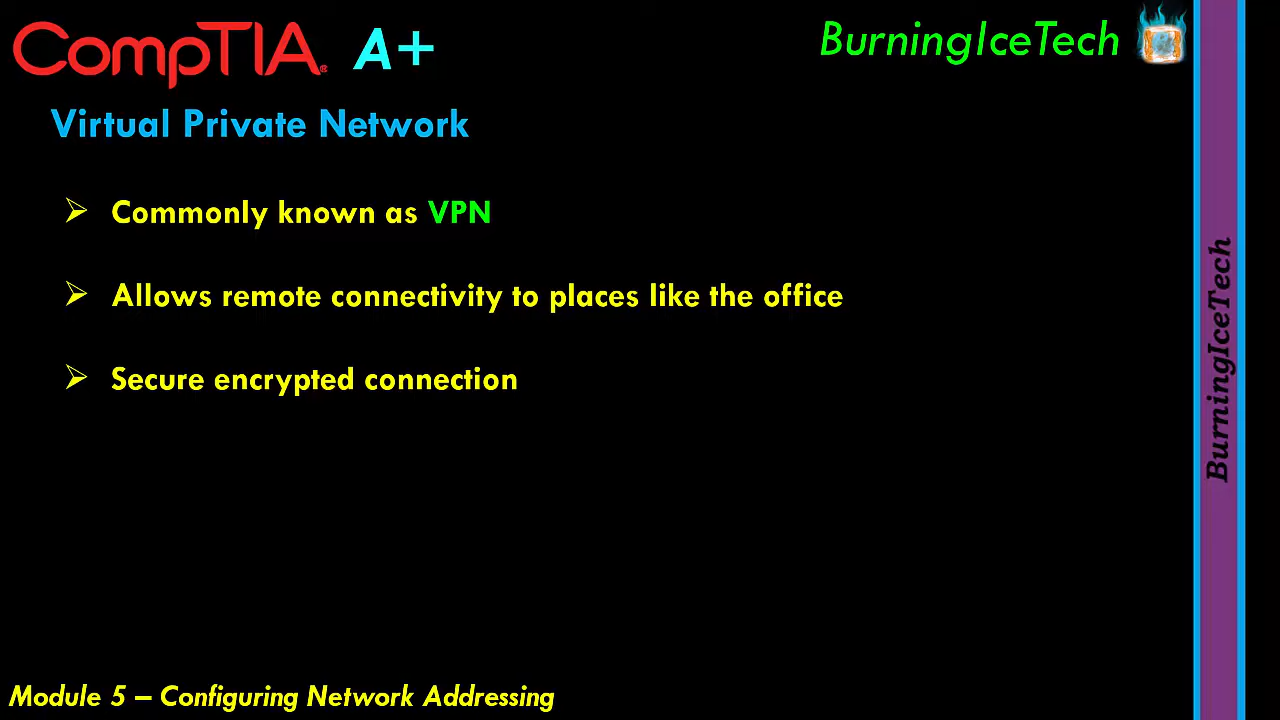 CompTIA® A+
BurningIceTech
Virtual Private Network
Commonly known as VPN
Allows remote connectivity to places like the office
Secure encrypted connection
BurningIceTech
Module 5 – Configuring Network Addressing